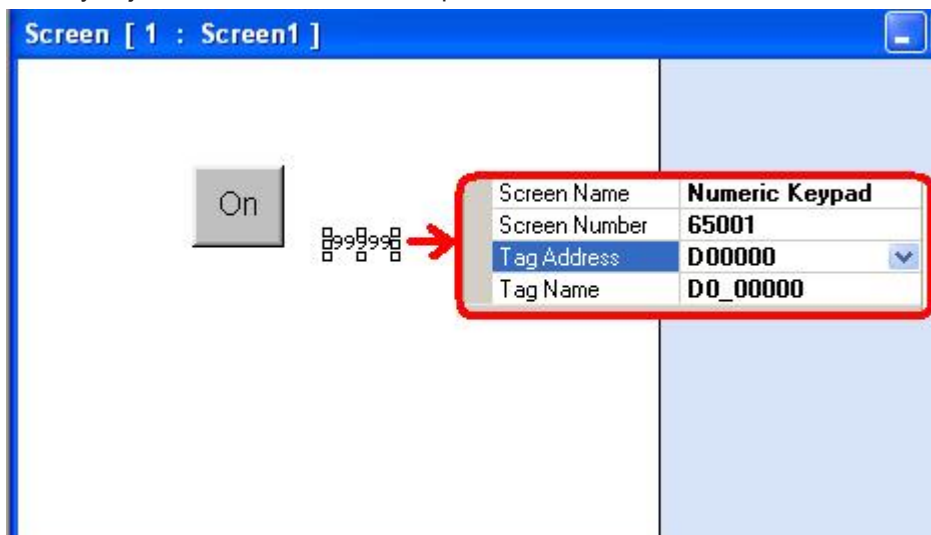 Screen [ 1 : Screen1 ]
On
Screen Name Numeric Keypad
Screen Number 65001
Tag Address D00000
Tag Name D0_00000